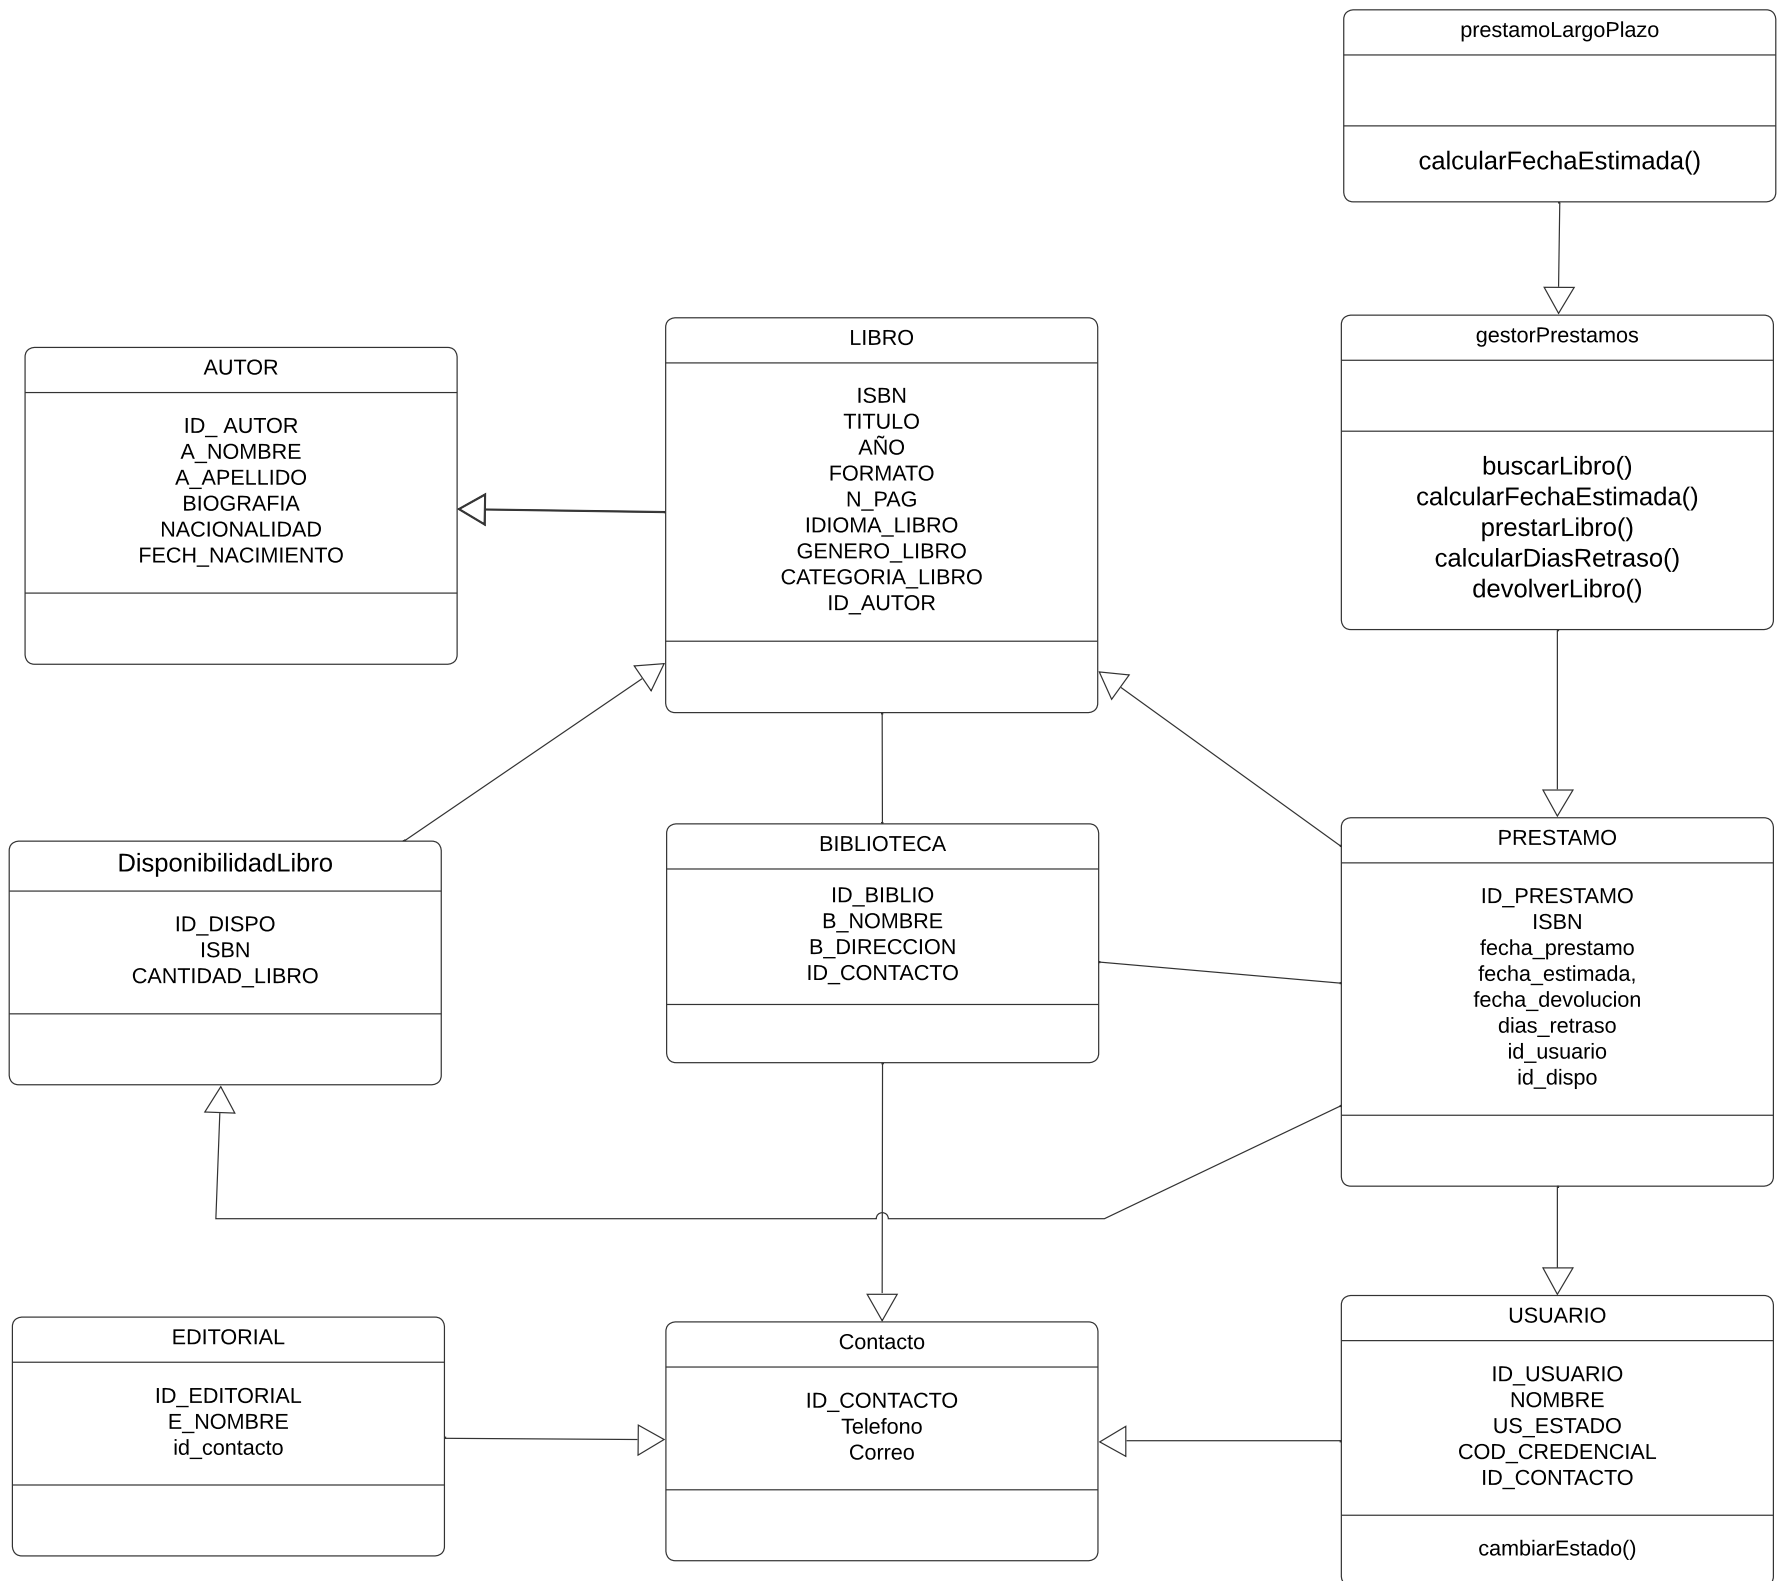 prestamoLargoPlazo
calcularFechaEstimada()
AUTOR
ID_ AUTOR
A_NOMBRE
A_APELLIDO
BIOGRAFIA
NACIONALIDAD
FECH_NACIMIENTO
LIBRO
ISBN
TITULO
AÑO
FORMATO
N_PAG
IDIOMA_LIBRO
GENERO_LIBRO
CATEGORIA_LIBRO
ID_AUTOR
gestorPrestamos
buscarLibro()
calcularFechaEstimada()
prestarLibro()
calcularDiasRetraso()
devolverLibro()
DisponibilidadLibro
ID_DISPO
ISBN
CANTIDAD_LIBRO
BIBLIOTECA
ID_BIBLIO
B_NOMBRE
B_DIRECCION
ID_CONTACTO
PRESTAMO
ID_PRESTAMO
ISBN
fecha_prestamo
fecha_estimada,
fecha_devolucion
dias_retraso
id_usuario
id_dispo
EDITORIAL
ID_EDITORIAL
E_NOMBRE
id_contacto
Contacto
ID_CONTACTO
Telefono
Correo
USUARIO
ID_USUARIO
NOMBRE
US_ESTADO
COD_CREDENCIAL
ID_CONTACTO
cambiarEstado()